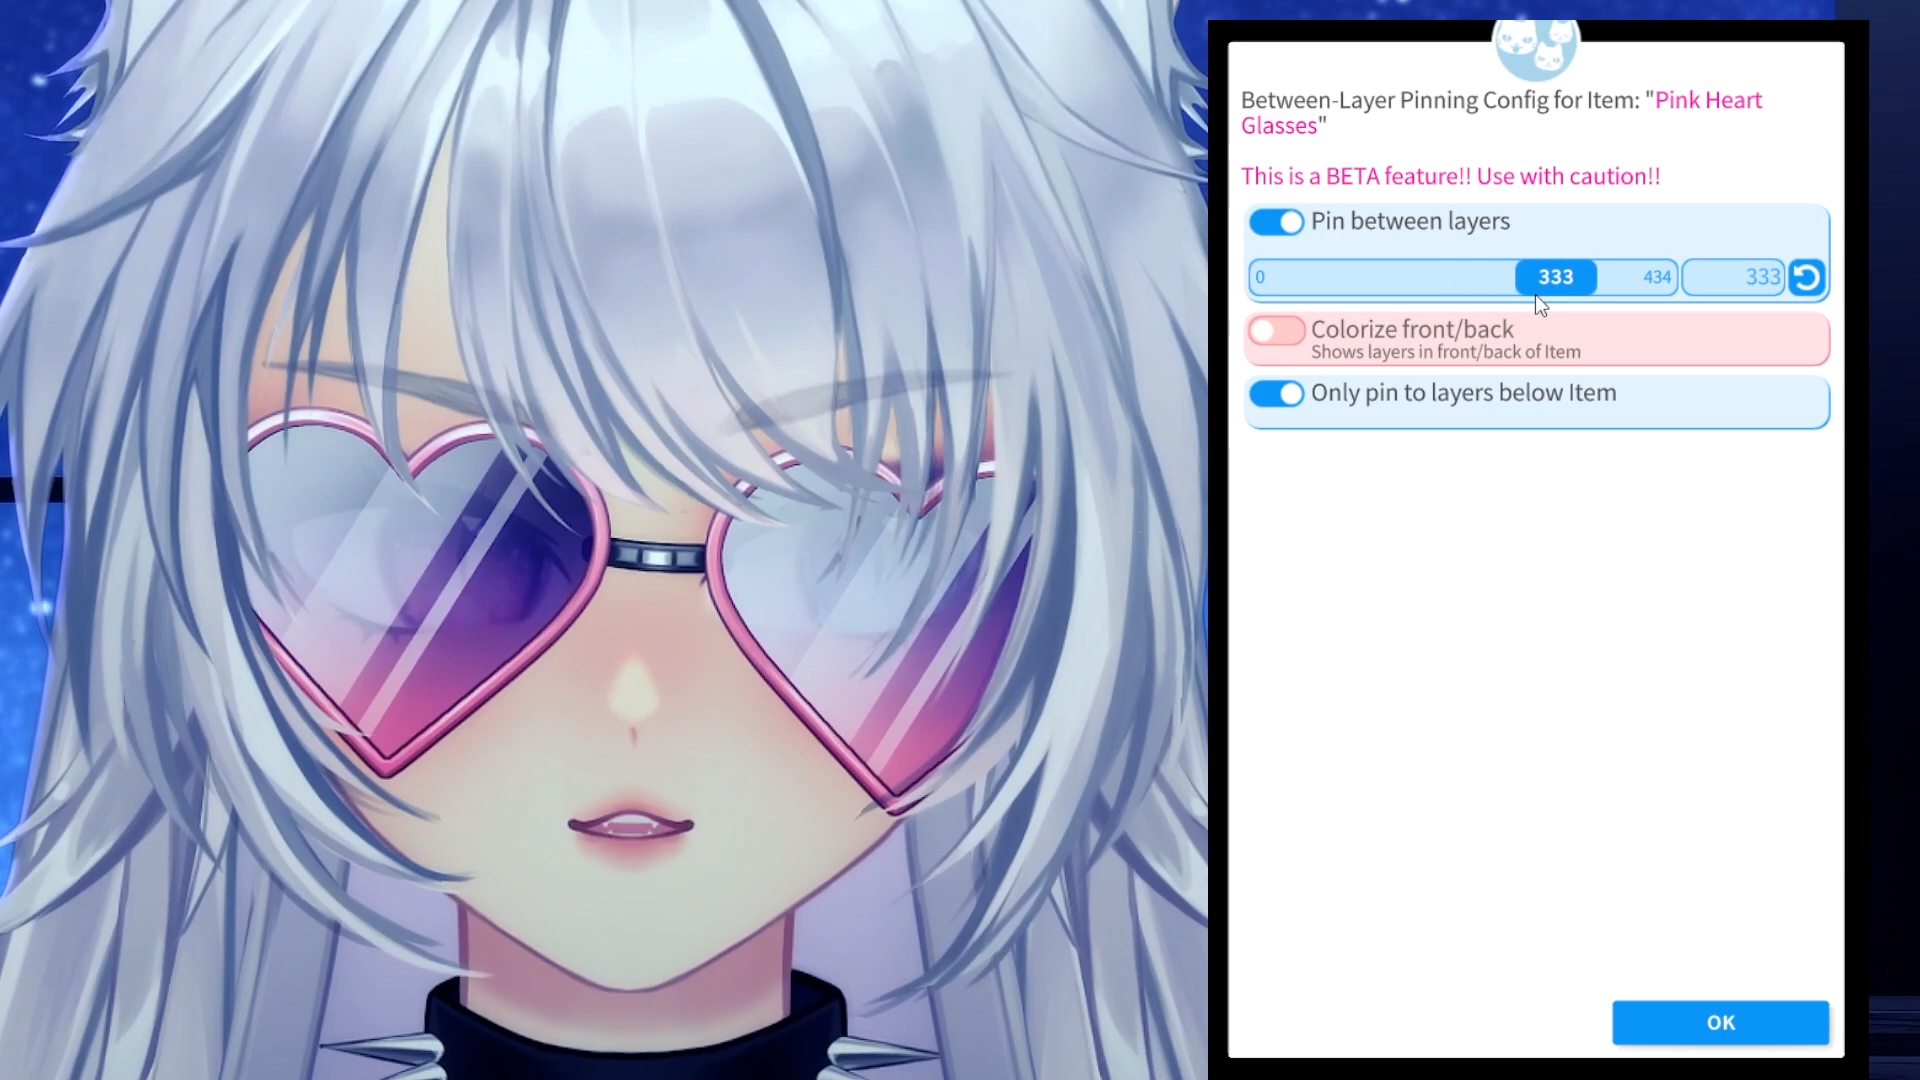 Between-Layer Pinning Config for Item: "Pink Heart
Glasses"
This is a BETA feature!! Use with caution!!
Pin between layers
0 333 434 333
Colorize front/back
Shows layers in front/back of Item
Only pin to layers below Item
OK